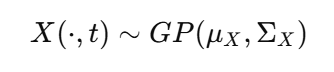 X(·, t) ∼ GP(μ_X, Σ_X)